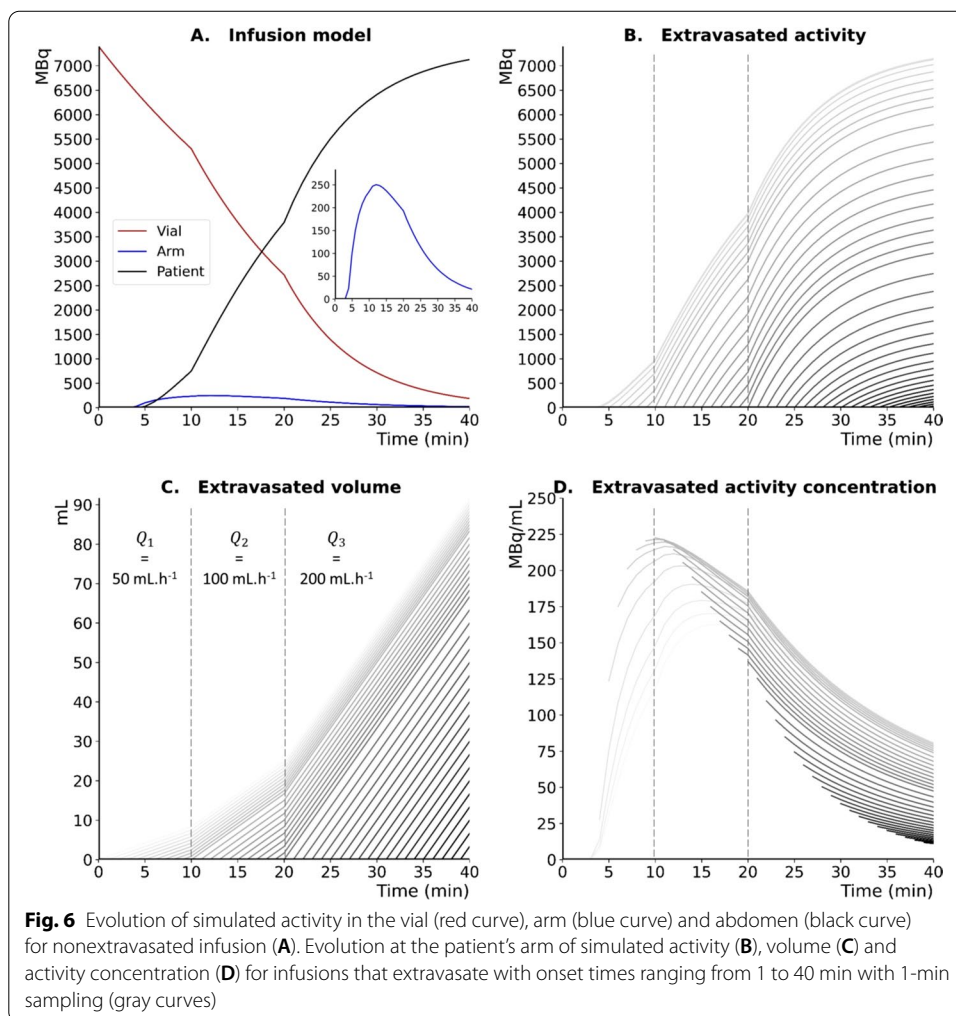 A. Infusion model
MBq
7000
6500
6000
5500
5000
4500
4000
3500
3000
2500
2000
1500
1000
500
0
Vial
Arm
Patient
250
200
150
100
50
0
0 5 10 15 20 25 30 35 40
0 5 10 15 20 25 30 35 40
Time (min)
B. Extravasated activity
MBq
7000
6500
6000
5500
5000
4500
4000
3500
3000
2500
2000
1500
1000
500
0
0 5 10 15 20 25 30 35 40
Time (min)
C. Extravasated volume
mL
90
80
70
60
50
40
30
20
10
0
Q₁ Q₂ Q₃
= = =
50 mL.h⁻¹ 100 mL.h⁻¹ 200 mL.h⁻¹
0 5 10 15 20 25 30 35 40
Time (min)
D. Extravasated activity concentration
MBq/mL
250
225
200
175
150
125
100
75
50
25
0
0 5 10 15 20 25 30 35 40
Time (min)
Fig. 6 Evolution of simulated activity in the vial (red curve), arm (blue curve) and abdomen (black curve)
for nonextravasated infusion (A). Evolution at the patient's arm of simulated activity (B), volume (C) and
activity concentration (D) for infusions that extravasate with onset times ranging from 1 to 40 min with 1-min
sampling (gray curves)